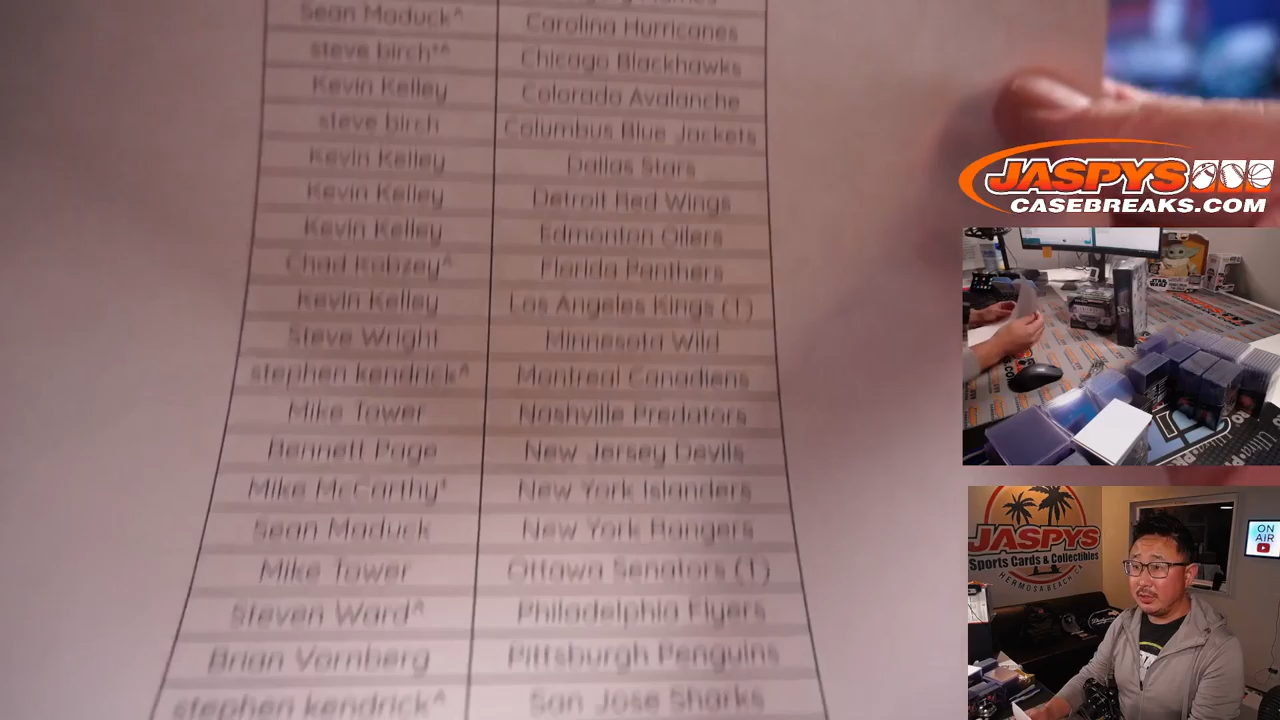 Sean Maduck^ Carolina Hurricanes
steve birch^^ Chicago Blackhawks
Kevin Kelley Colorado Avalanche
steve birch Columbus Blue Jackets
Kevin Kelley Dallas Stars
Kevin Kelley Detroit Red Wings
Kevin Kelley Edmonton Oilers
Chad Kobzey^ Florida Panthers
Kevin Kelley Los Angeles Kings (1)
Steve Wright Minnesota Wild
stephen kendrick^ Montreal Canadiens
Mike Tower Nashville Predators
Bennett Page New Jersey Devils
Mike McCarthy^ New York Islanders
Sean Maduck New York Rangers
Mike Tower Ottawa Senators (1)
Steven Ward^ Philadelphia Flyers
Brian Vornberg Pittsburgh Penguins
stephen kendrick^ San Jose Sharks
JASPYS
CASEBREAKS.COM
JASPYS
Sports Cards & Collectibles
HERMOSA BEACH CA
ON
AIR